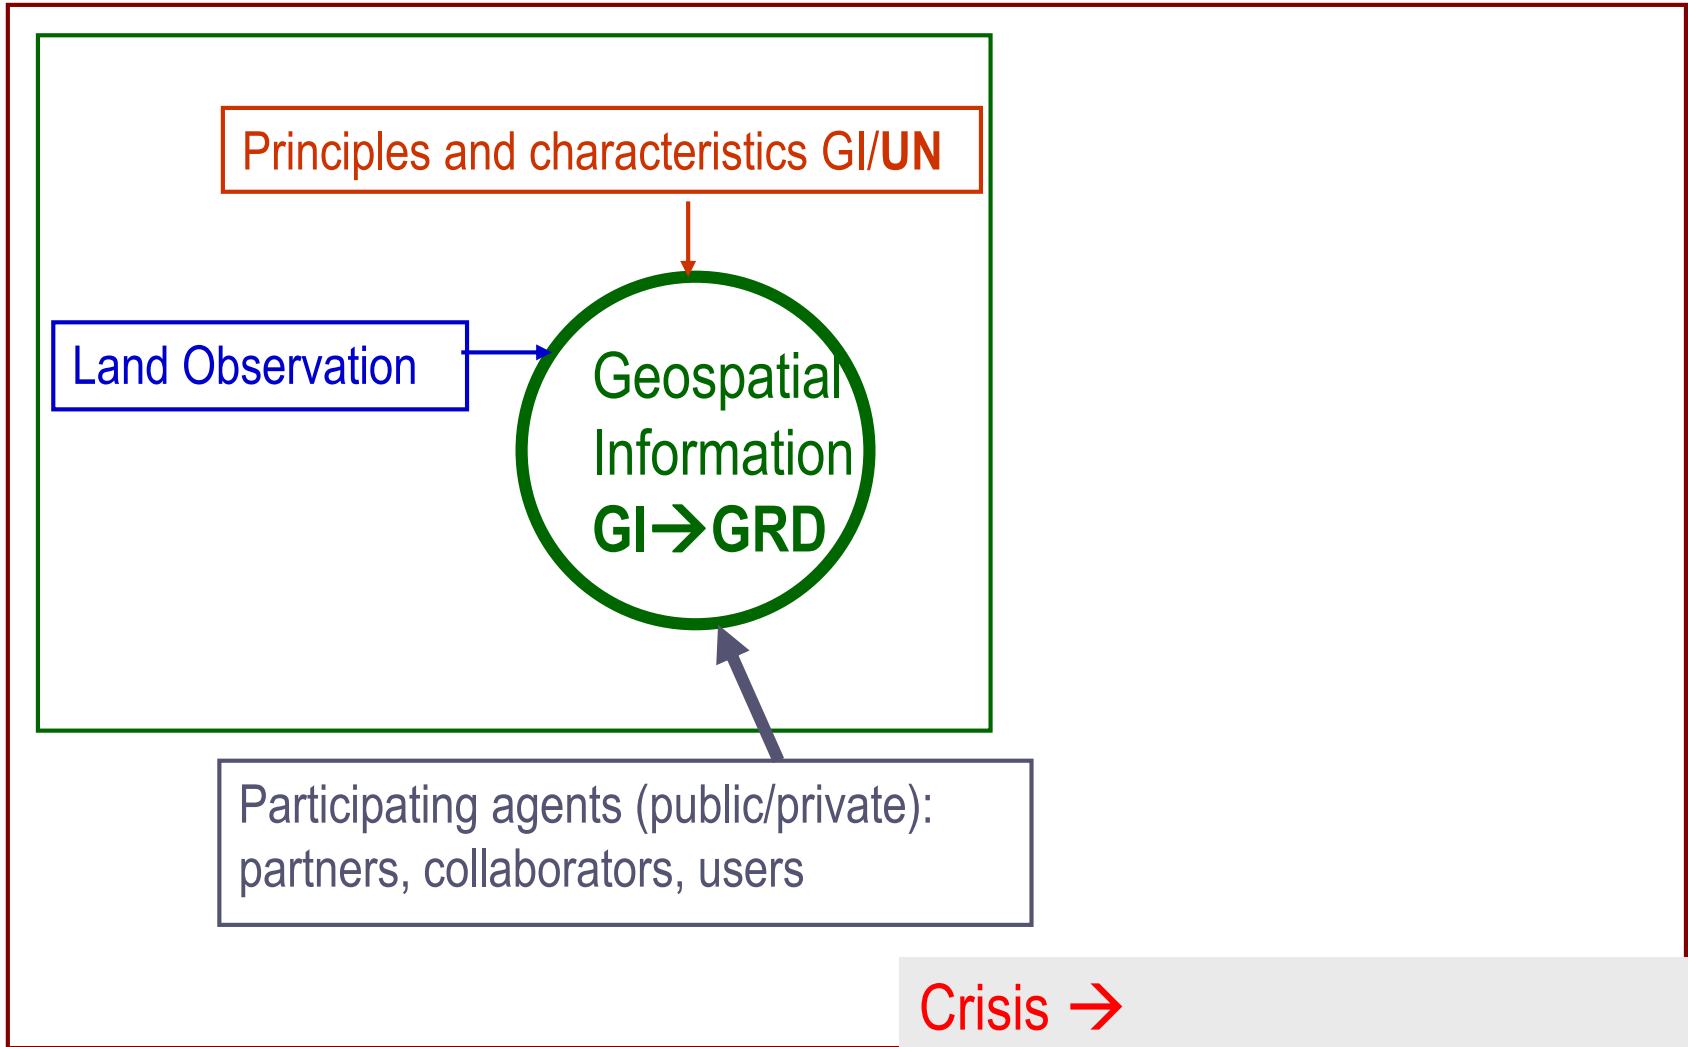 Principles and characteristics GI/UN
Land Observation
Geospatial
Information
GI→GRD
Participating agents (public/private):
partners, collaborators, users
Crisis →